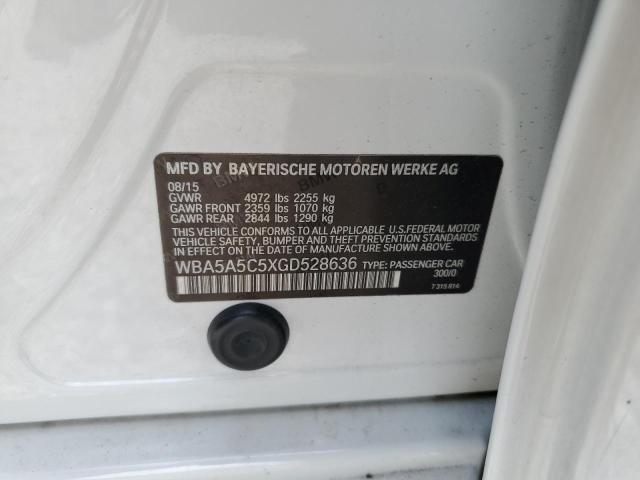 MFD BY BAYERISCHE MOTOREN WERKE AG
08/15
GVWR 4972 lbs 2255 kg
GAWR FRONT 2359 lbs 1070 kg
GAWR REAR 2844 lbs 1290 kg
THIS VEHICLE CONFORMS TO ALL APPLICABLE U.S.FEDERAL MOTOR
VEHICLE SAFETY, BUMPER, AND THEFT PREVENTION STANDARDS
IN EFFECT ON THE DATE OF MANUFACTURE SHOWN ABOVE.
WBA5A5C5XGD528636 TYPE: PASSENGER CAR
300/0
7 315 814